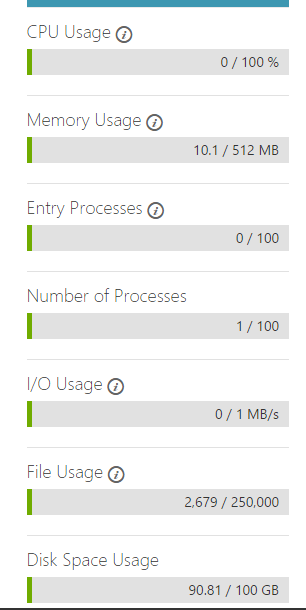 CPU Usage
0 / 100 %
Memory Usage
10.1 / 512 MB
Entry Processes
0 / 100
Number of Processes
1 / 100
I/O Usage
0 / 1 MB/s
File Usage
2,679 / 250,000
Disk Space Usage
90.81 / 100 GB